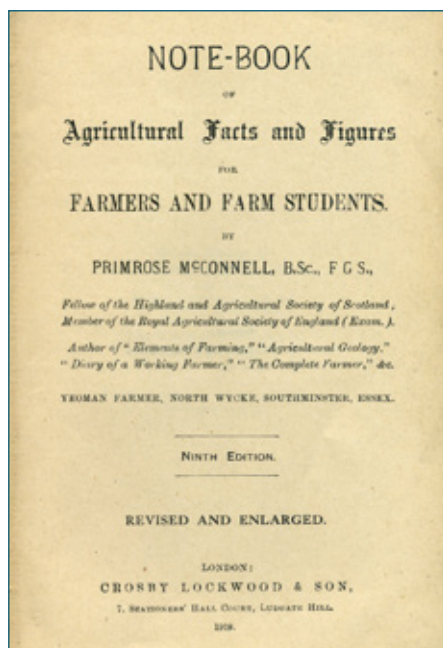 NOTE-BOOK
OF
Agricultural Facts and Figures
FOR
FARMERS AND FARM STUDENTS.
BY
PRIMROSE McCONNELL, B.Sc., F G S.,
Fellow of the Highland and Agricultural Society of Scotland,
Member of the Royal Agricultural Society of England (Exam.).
Author of "Elements of Farming," "Agricultural Geology,"
"Diary of a Working Farmer," "The Complete Farmer," &c.
YEOMAN FARMER, NORTH WYCKE, SOUTHMINSTER, ESSEX.
NINTH EDITION.
REVISED AND ENLARGED.
LONDON:
CROSBY LOCKWOOD & SON,
7, STATIONERS' HALL COURT, LUDGATE HILL.